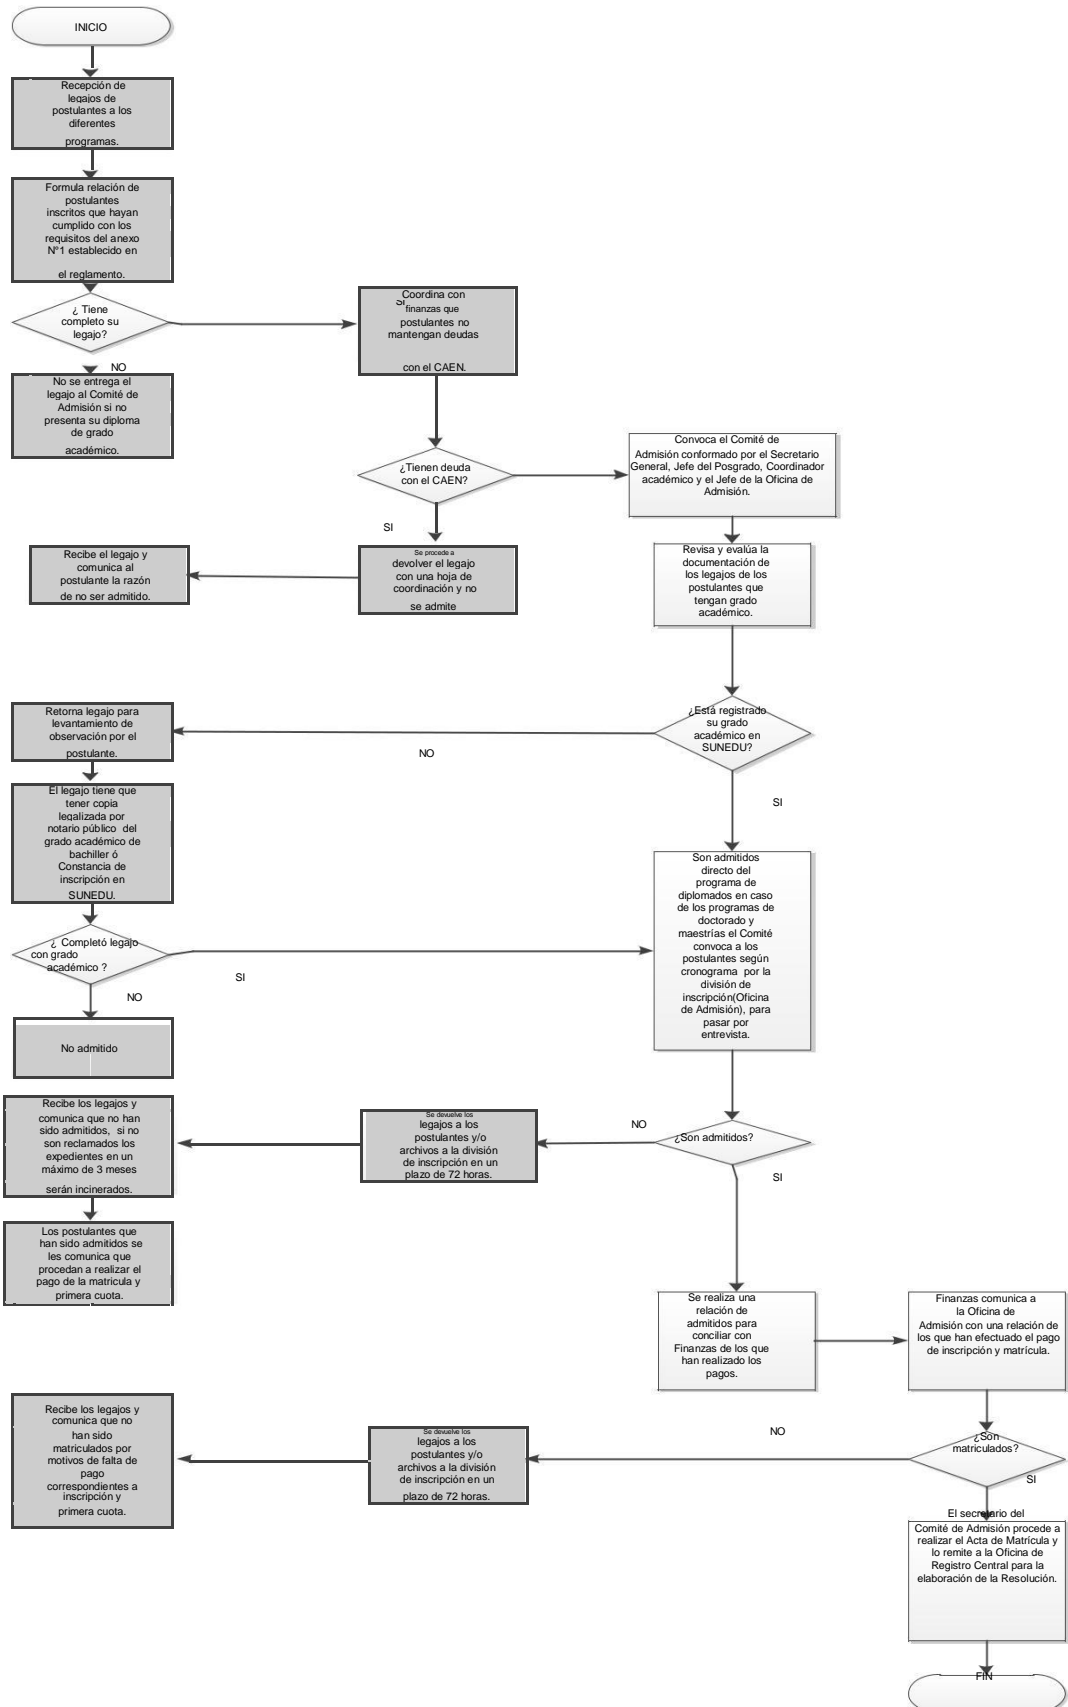 INICIO
Recepción de
legajos de
postulantes a los
diferentes
programas.
Formula relación de
postulantes
inscritos que hayan
cumplido con los
requisitos del anexo
N°1 establecido en
el reglamento.
¿ Tiene
completo su
legajo?
SI
Coordina con
finanzas que
postulantes no
mantengan deudas
con el CAEN.
NO
No se entrega el
legajo al Comité de
Admisión si no
presenta su diploma
de grado
académico.
¿Tienen deuda
con el CAEN?
Convoca el Comité de
Admisión conformado por el Secretario
General, Jefe del Posgrado, Coordinador
académico y el Jefe de la Oficina de
Admisión.
SI
Se procede a
devolver el legajo
con una hoja de
coordinación y no
se admite
Recibe el legajo y
comunica al
postulante la razón
de no ser admitido.
Revisa y evalúa la
documentación de
los legajos de los
postulantes que
tengan grado
académico.
¿Está registrado
su grado
académico en
SUNEDU?
NO
Retorna legajo para
levantamiento de
observación por el
postulante.
SI
El legajo tiene que
tener copia
legalizada por
notario público del
grado académico de
bachiller ó
Constancia de
inscripción en
SUNEDU.
¿ Completó legajo
con grado
académico ?
SI
NO
No admitido
Son admitidos
directo del
programa de
diplomados en caso
de los programas de
doctorado y
maestrías el Comité
convoca a los
postulantes según
cronograma por la
división de
inscripción(Oficina
de Admisión), para
pasar por
entrevista.
¿Son admitidos?
NO
SI
Se devuelve los
legajos a los
postulantes y/o
archivos a la división
de inscripción en un
plazo de 72 horas.
Recibe los legajos y
comunica que no han
sido admitidos, si no
son reclamados los
expedientes en un
máximo de 3 meses
serán incinerados.
Los postulantes que
han sido admitidos se
les comunica que
procedan a realizar el
pago de la matricula y
primera cuota.
Se realiza una
relación de
admitidos para
conciliar con
Finanzas de los que
han realizado los
pagos.
Finanzas comunica a
la Oficina de
Admisión con una relación de
los que han efectuado el pago
de inscripción y matrícula.
¿Son
matriculados?
NO
SI
Se devuelve los
legajos a los
postulantes y/o
archivos a la división
de inscripción en un
plazo de 72 horas.
Recibe los legajos y
comunica que no
han sido
matriculados por
motivos de falta de
pago
correspondientes a
inscripción y
primera cuota.
El secretario del
Comité de Admisión procede a
realizar el Acta de Matrícula y
lo remite a la Oficina de
Registro Central para la
elaboración de la Resolución.
FIN